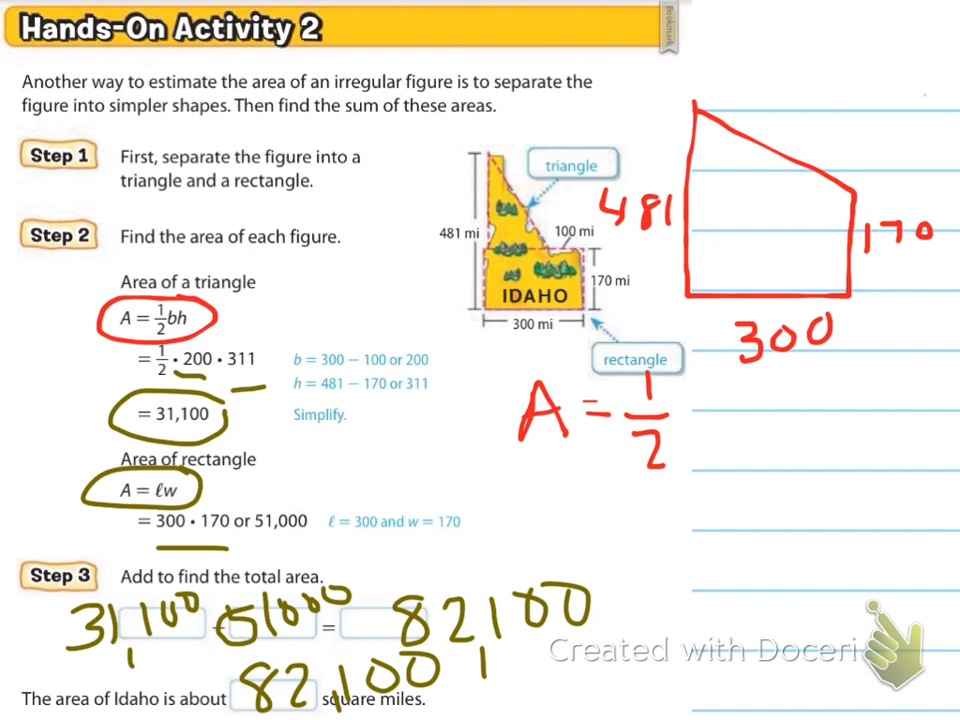 Hands-On Activity 2
Bookmark
Another way to estimate the area of an irregular figure is to separate the
figure into simpler shapes. Then find the sum of these areas.
Step 1
First, separate the figure into a
triangle and a rectangle.
Step 2
Find the area of each figure.
Area of a triangle
A = 1/2 bh
= 1/2 • 200 • 311
b = 300 − 100 or 200
h = 481 − 170 or 311
= 31,100
Simplify.
Area of rectangle
A = ℓw
= 300 • 170 or 51,000
ℓ = 300 and w = 170
triangle
481 mi
100 mi
170 mi
IDAHO
300 mi
rectangle
481
170
300
A = 1/2
Step 3
Add to find the total area.
31,100 + 51000 = 82,100
The area of Idaho is about 82,100 square miles.
Created with Doceri